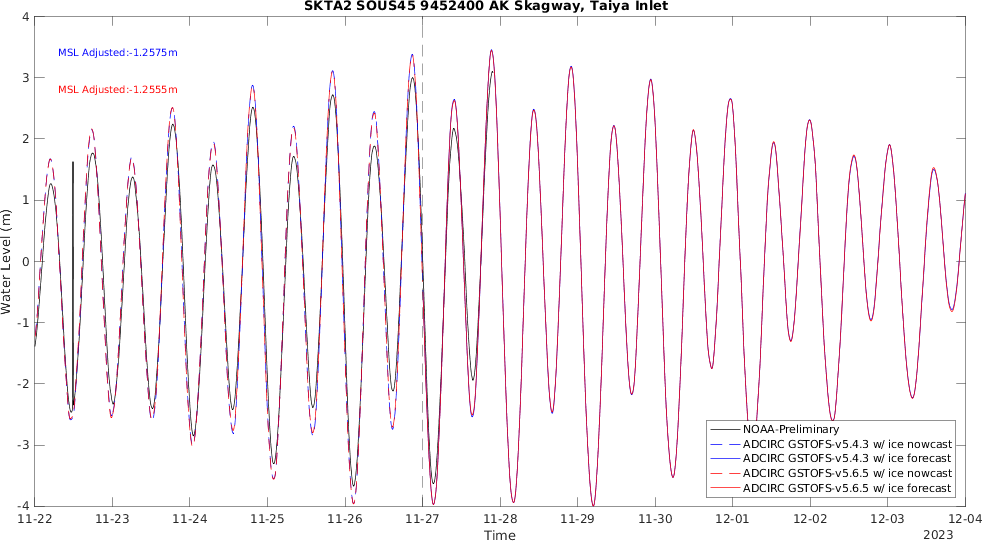 SKTA2 SOUS45 9452400 AK Skagway, Taiya Inlet
MSL Adjusted:-1.2575m
MSL Adjusted:-1.2555m
4
3
2
1
0
-1
-2
-3
-4
Water Level (m)
NOAA-Preliminary
ADCIRC GSTOFS-v5.4.3 w/ ice nowcast
ADCIRC GSTOFS-v5.4.3 w/ ice forecast
ADCIRC GSTOFS-v5.6.5 w/ ice nowcast
ADCIRC GSTOFS-v5.6.5 w/ ice forecast
11-22 11-23 11-24 11-25 11-26 11-27 11-28 11-29 11-30 12-01 12-02 12-03 12-04
Time
2023